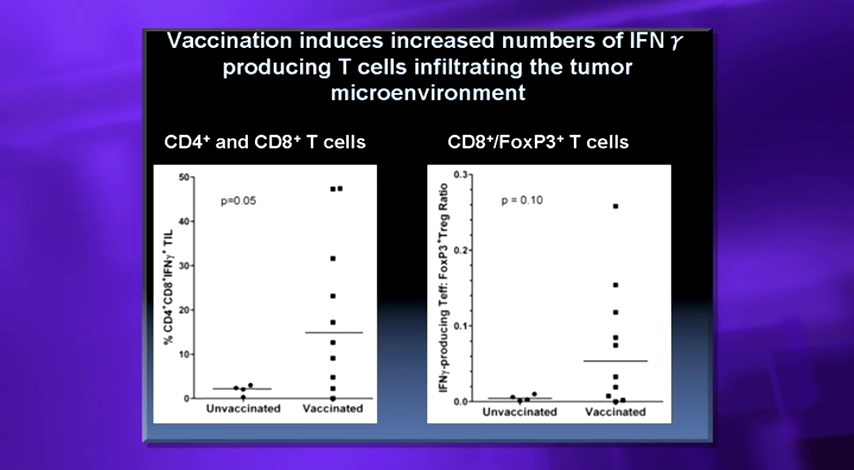 Vaccination induces increased numbers of IFN γ
producing T cells infiltrating the tumor
microenvironment
CD4⁺ and CD8⁺ T cells
CD8⁺/FoxP3⁺ T cells
% CD4⁺CD8⁺IFNγ⁺ TIL
50
40
30
20
10
0
p=0.05
Unvaccinated
Vaccinated
IFNγ-producing Teff: FoxP3⁺Treg Ratio
0.3
0.2
0.1
0.0
p = 0.10
Unvaccinated
Vaccinated